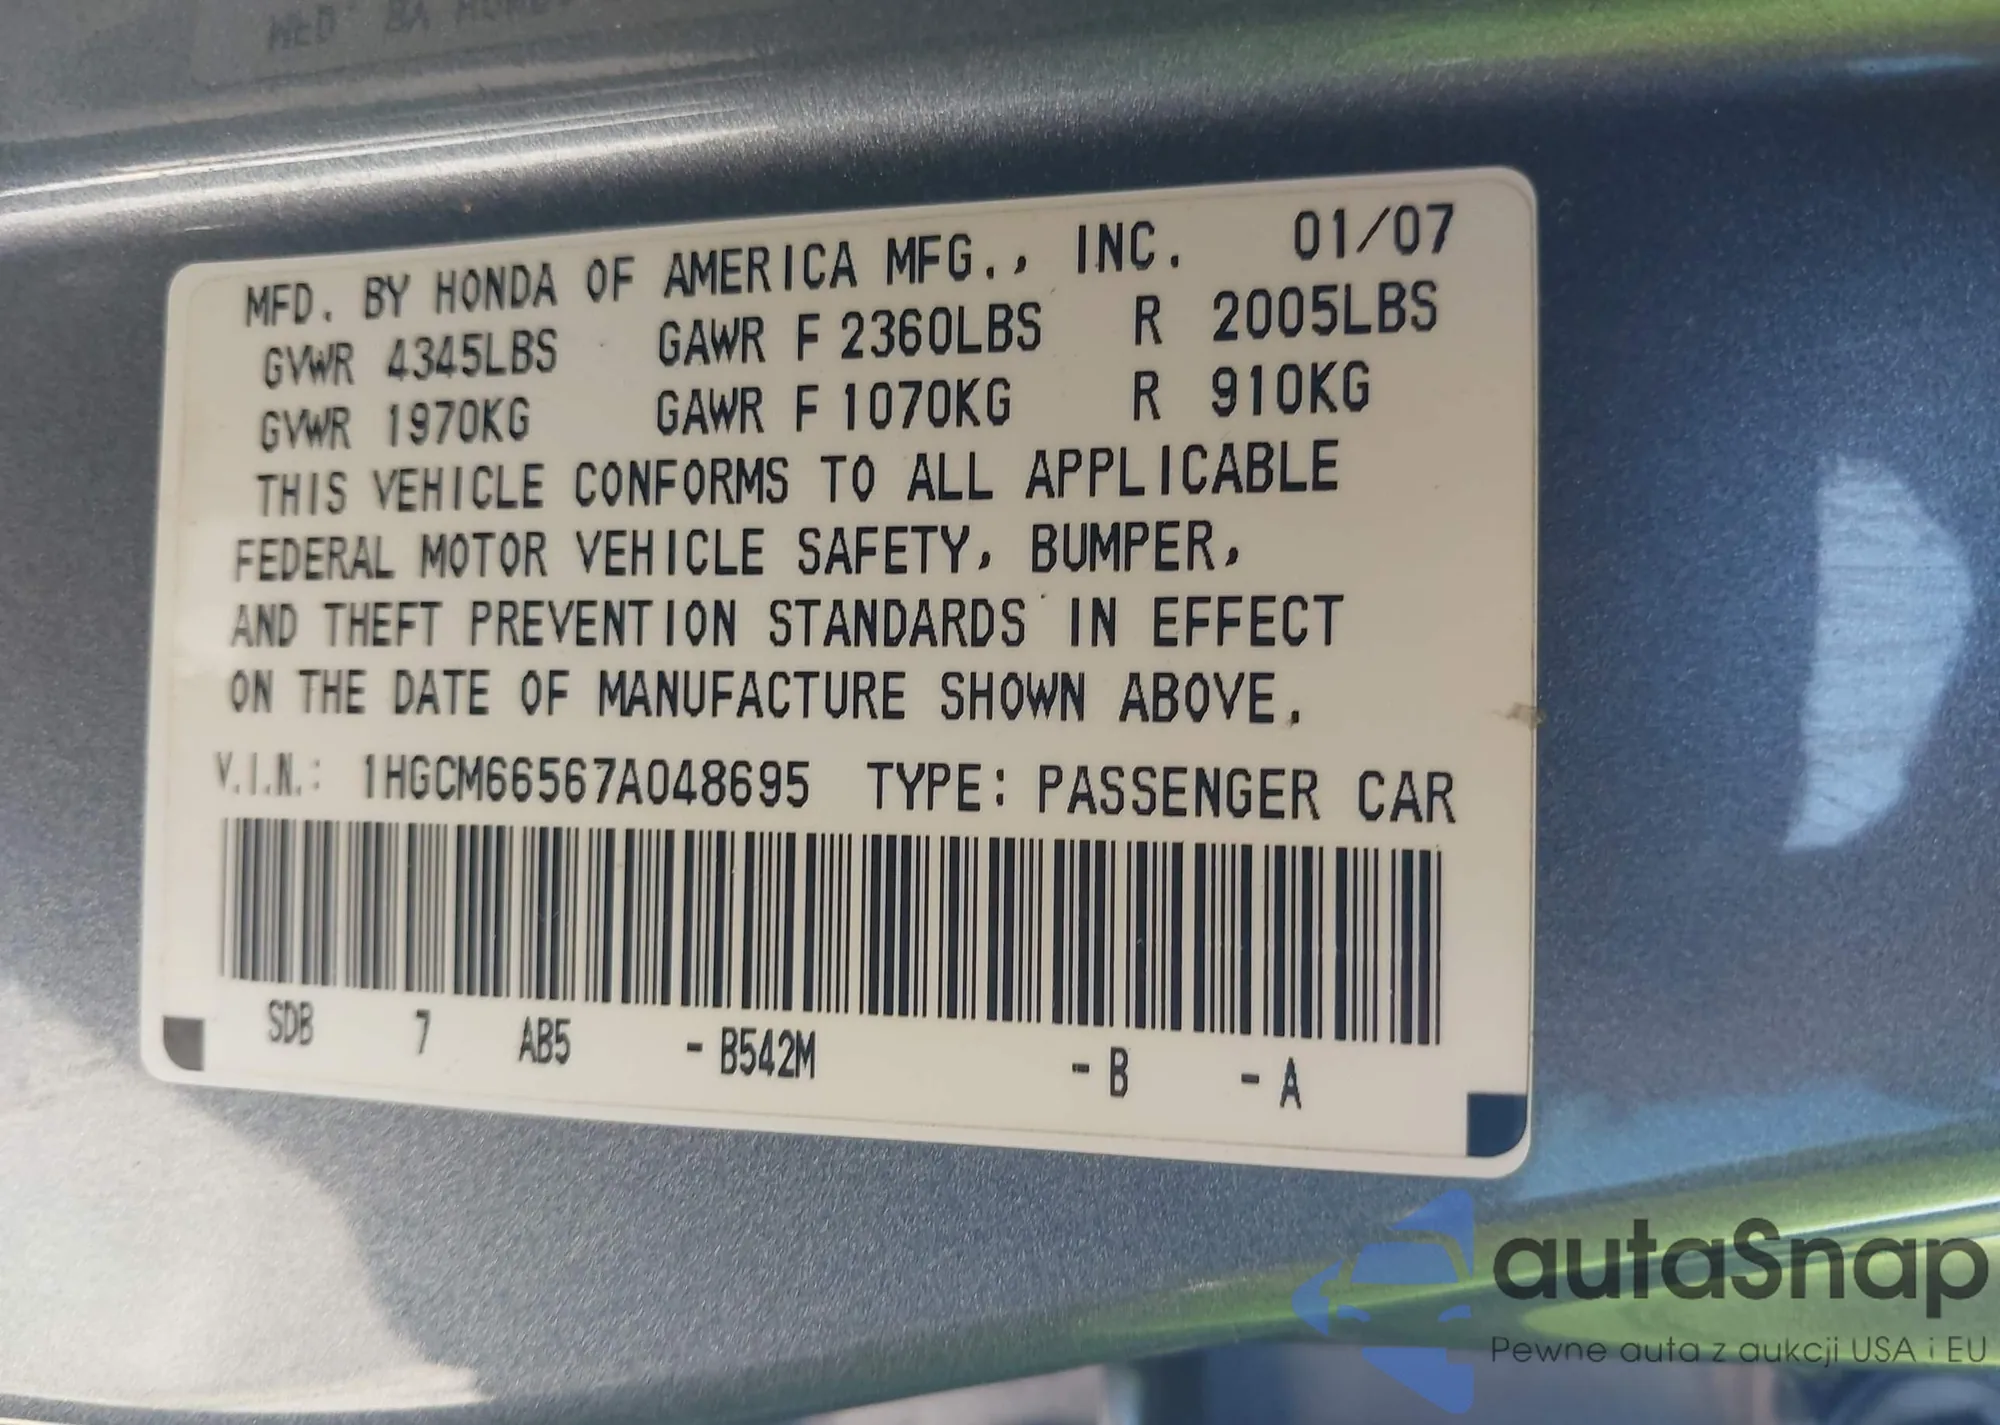 MFD. BY HONDA OF AMERICA MFG., INC. 01/07
GVWR 4345LBS GAWR F 2360LBS R 2005LBS
GVWR 1970KG GAWR F 1070KG R 910KG
THIS VEHICLE CONFORMS TO ALL APPLICABLE
FEDERAL MOTOR VEHICLE SAFETY, BUMPER,
AND THEFT PREVENTION STANDARDS IN EFFECT
ON THE DATE OF MANUFACTURE SHOWN ABOVE.
V.I.N.: 1HGCM66567A048695 TYPE: PASSENGER CAR
SDB 7 AB5 - B542M - B - A
autaSnap
Pewne auta z aukcji USA i EU